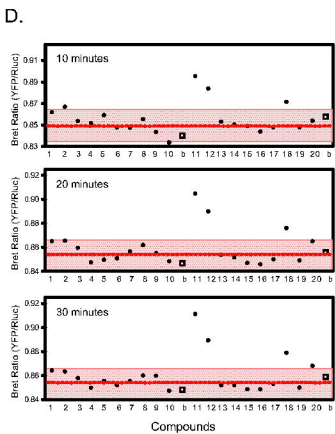 D.
Bret Ratio (YFP/Rluc)
10 minutes
0.91
0.89
0.87
0.85
0.83
1 2 3 4 5 6 7 8 9 10 b 11 12 13 14 15 16 17 18 19 20 b
Bret Ratio (YFP/Rluc)
20 minutes
0.92
0.90
0.88
0.86
0.84
1 2 3 4 5 6 7 8 9 10 b 11 12 13 14 15 16 17 18 19 20 b
Bret Ratio (YFP/Rluc)
30 minutes
0.92
0.90
0.88
0.86
0.84
1 2 3 4 5 6 7 8 9 10 b 11 12 13 14 15 16 17 18 19 20 b
Compounds